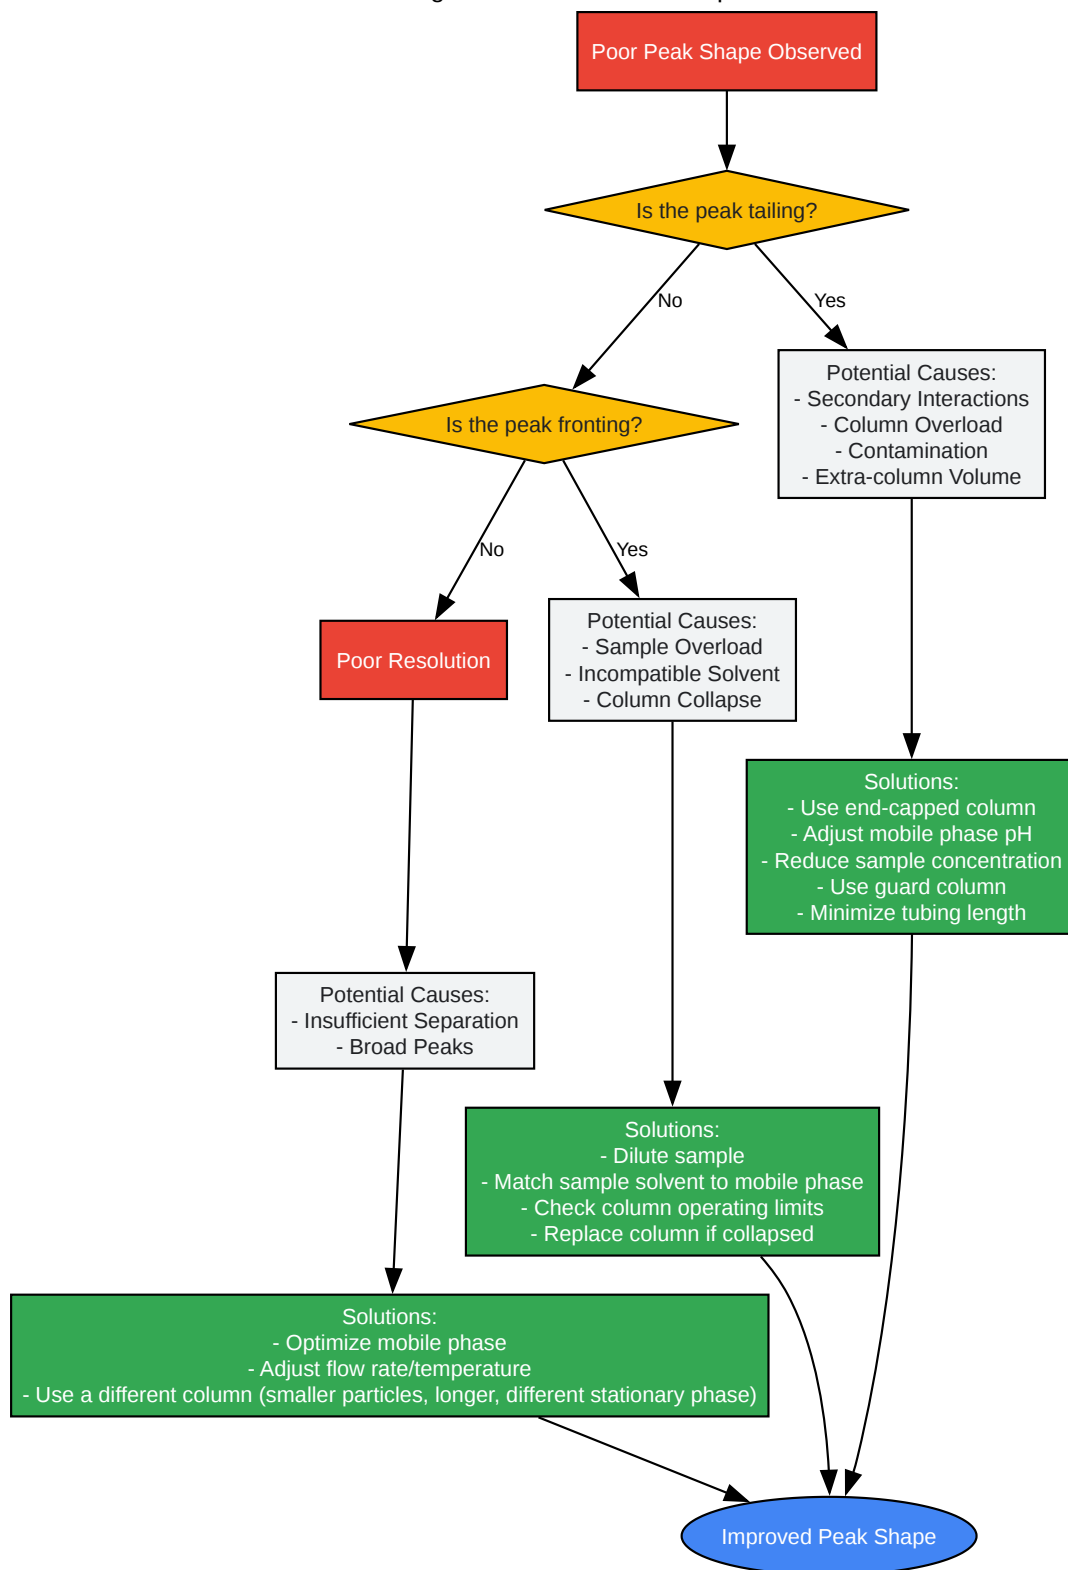 Poor Peak Shape Observed
Is the peak tailing?
No
Yes
Potential Causes:
- Secondary Interactions
- Column Overload
- Contamination
- Extra-column Volume
Is the peak fronting?
No
Yes
Poor Resolution
Potential Causes:
- Sample Overload
- Incompatible Solvent
- Column Collapse
Solutions:
- Use end-capped column
- Adjust mobile phase pH
- Reduce sample concentration
- Use guard column
- Minimize tubing length
Potential Causes:
- Insufficient Separation
- Broad Peaks
Solutions:
- Dilute sample
- Match sample solvent to mobile phase
- Check column operating limits
- Replace column if collapsed
Solutions:
- Optimize mobile phase
- Adjust flow rate/temperature
- Use a different column (smaller particles, longer, different stationary phase)
Improved Peak Shape